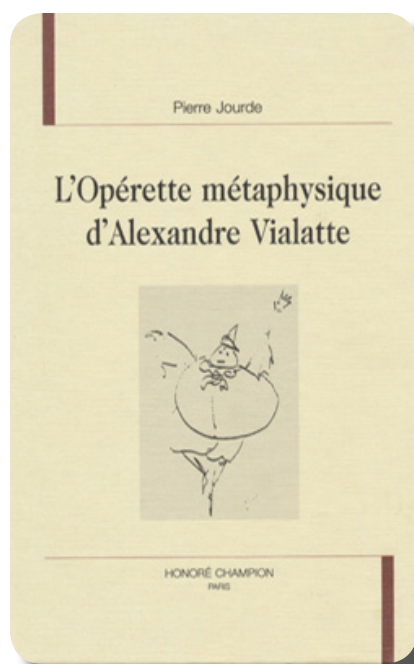 Pierre Jourde
L'Opérette métaphysique
d'Alexandre Vialatte
HONORÉ CHAMPION
PARIS